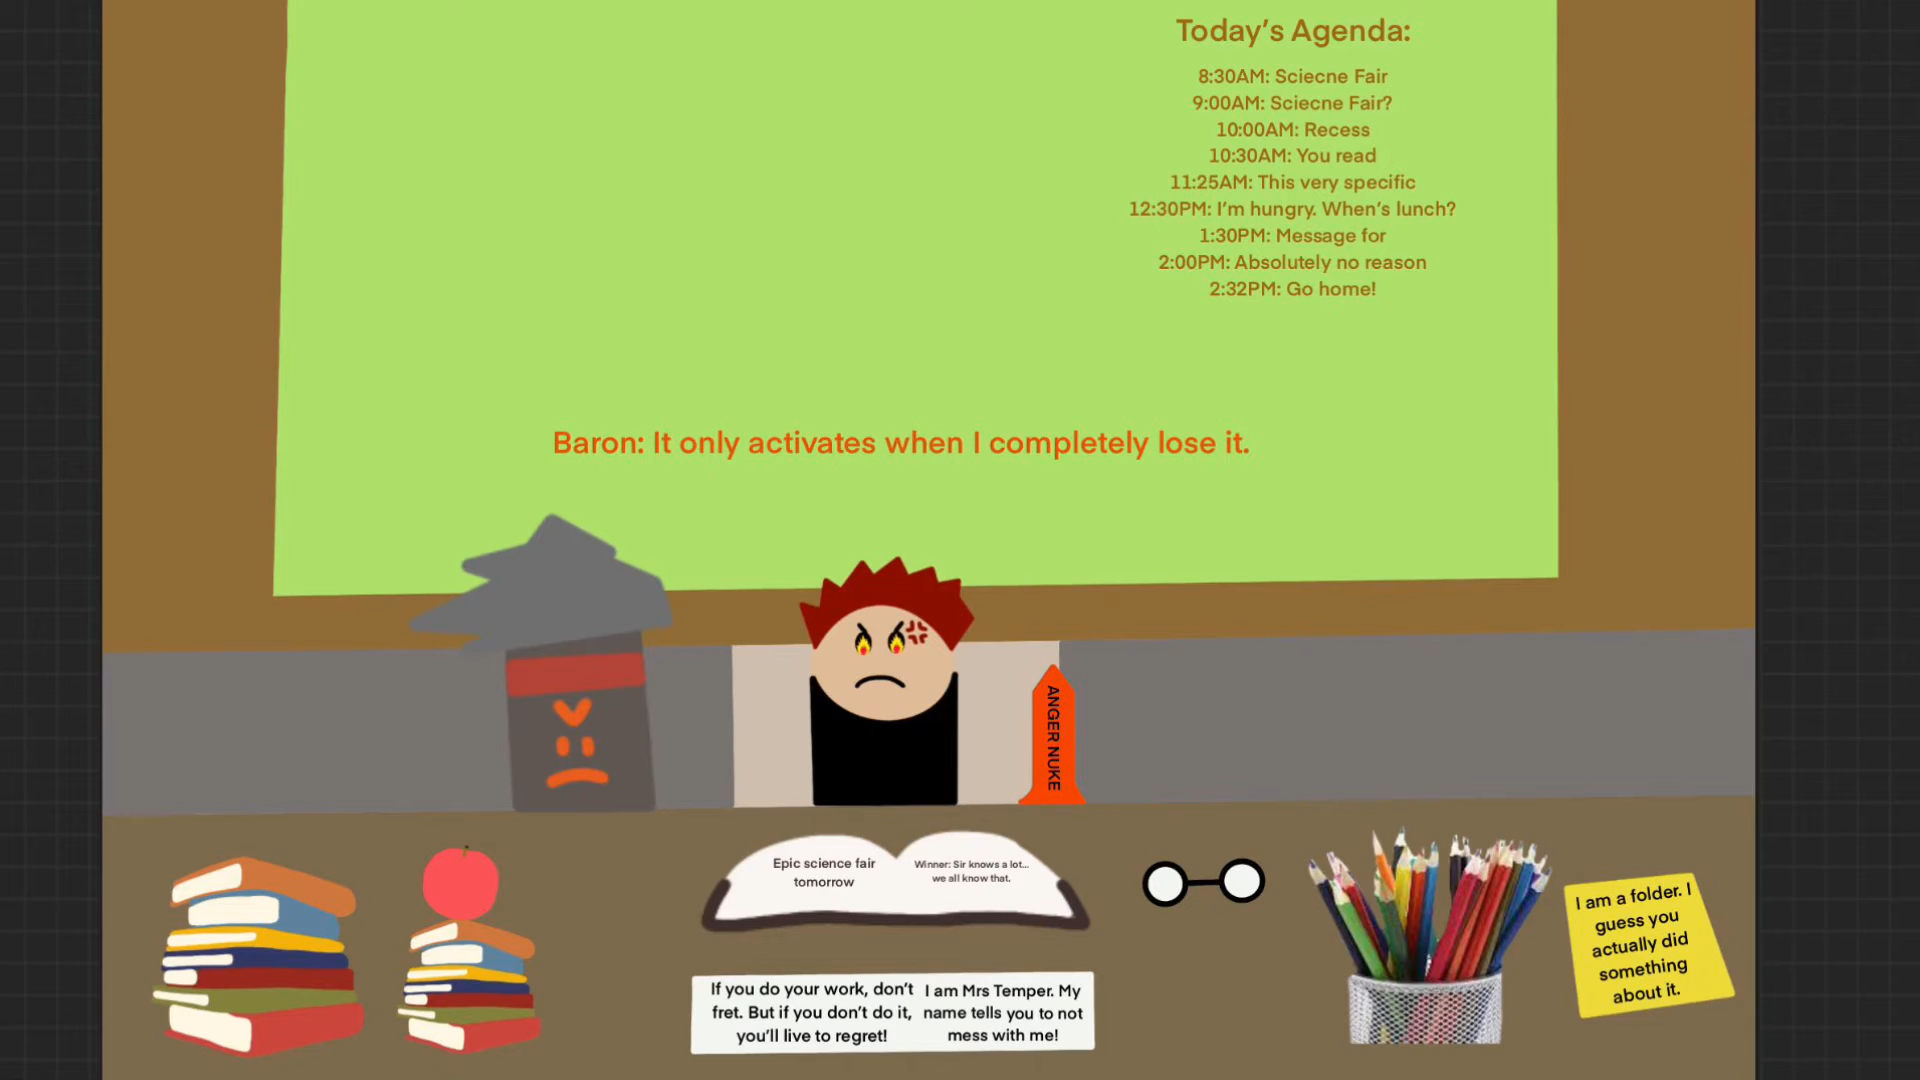 Today's Agenda:
8:30AM: Sciecne Fair
9:00AM: Sciecne Fair?
10:00AM: Recess
10:30AM: You read
11:25AM: This very specific
12:30PM: I'm hungry. When's lunch?
1:30PM: Message for
2:00PM: Absolutely no reason
2:32PM: Go home!
Baron: It only activates when I completely lose it.
ANGER NUKE
Epic science fair
tomorrow
Winner: Sir knows a lot...
we all know that.
I am a folder. I
guess you
actually did
something
about it.
If you do your work, don't
fret. But if you don't do it,
you'll live to regret!
I am Mrs Temper. My
name tells you to not
mess with me!